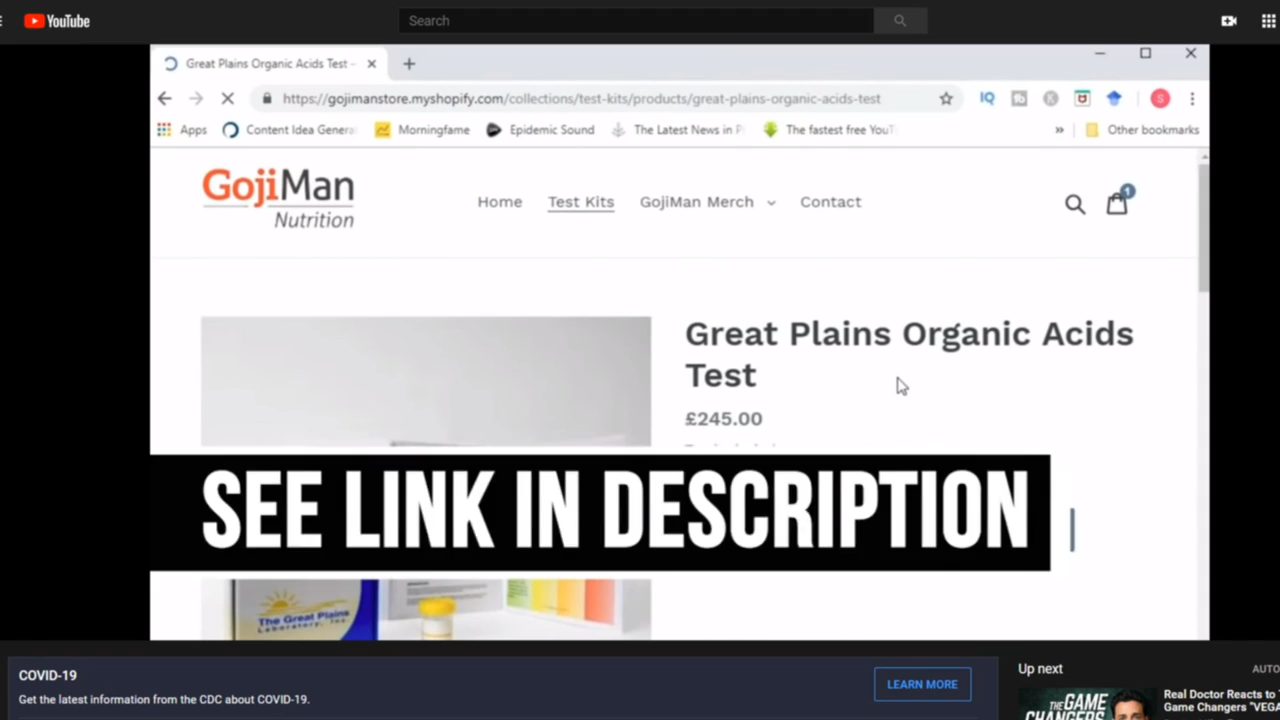 YouTube
Search
Great Plains Organic Acids Test –
https://gojimanstore.myshopify.com/collections/test-kits/products/great-plains-organic-acids-test
IQ
S
Apps
Content Idea Genera
Morningfame
Epidemic Sound
The Latest News in P
The fastest free YouT
»
Other bookmarks
GojiMan
Nutrition
Home
Test Kits
GojiMan Merch
Contact
1
Great Plains Organic Acids
Test
£245.00
SEE LINK IN DESCRIPTION
The Great Plains
Laboratory, Inc.
COVID-19
Get the latest information from the CDC about COVID-19.
LEARN MORE
Up next
AUTO
THE GAME
CHANGERS
Real Doctor Reacts to
Game Changers "VEGA